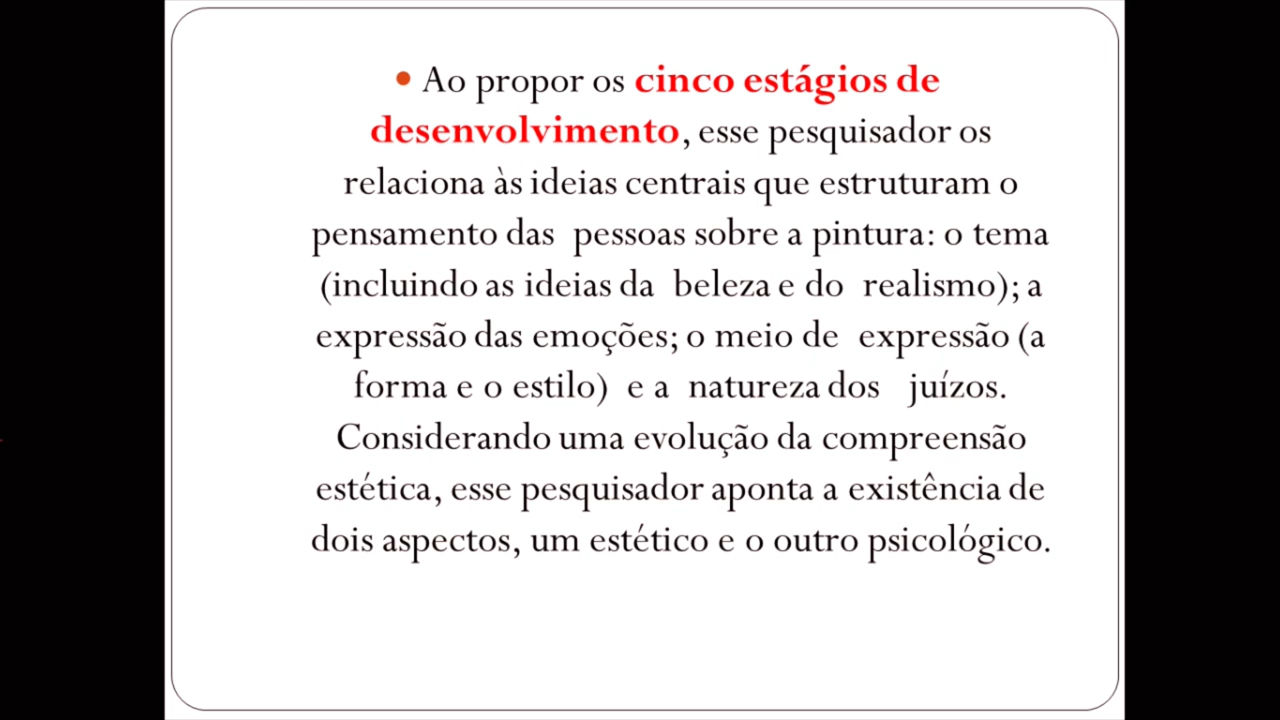 • Ao propor os cinco estágios de
desenvolvimento, esse pesquisador os
relaciona às ideias centrais que estruturam o
pensamento das pessoas sobre a pintura: o tema
(incluindo as ideias da beleza e do realismo); a
expressão das emoções; o meio de expressão (a
forma e o estilo) e a natureza dos juízos.
Considerando uma evolução da compreensão
estética, esse pesquisador aponta a existência de
dois aspectos, um estético e o outro psicológico.